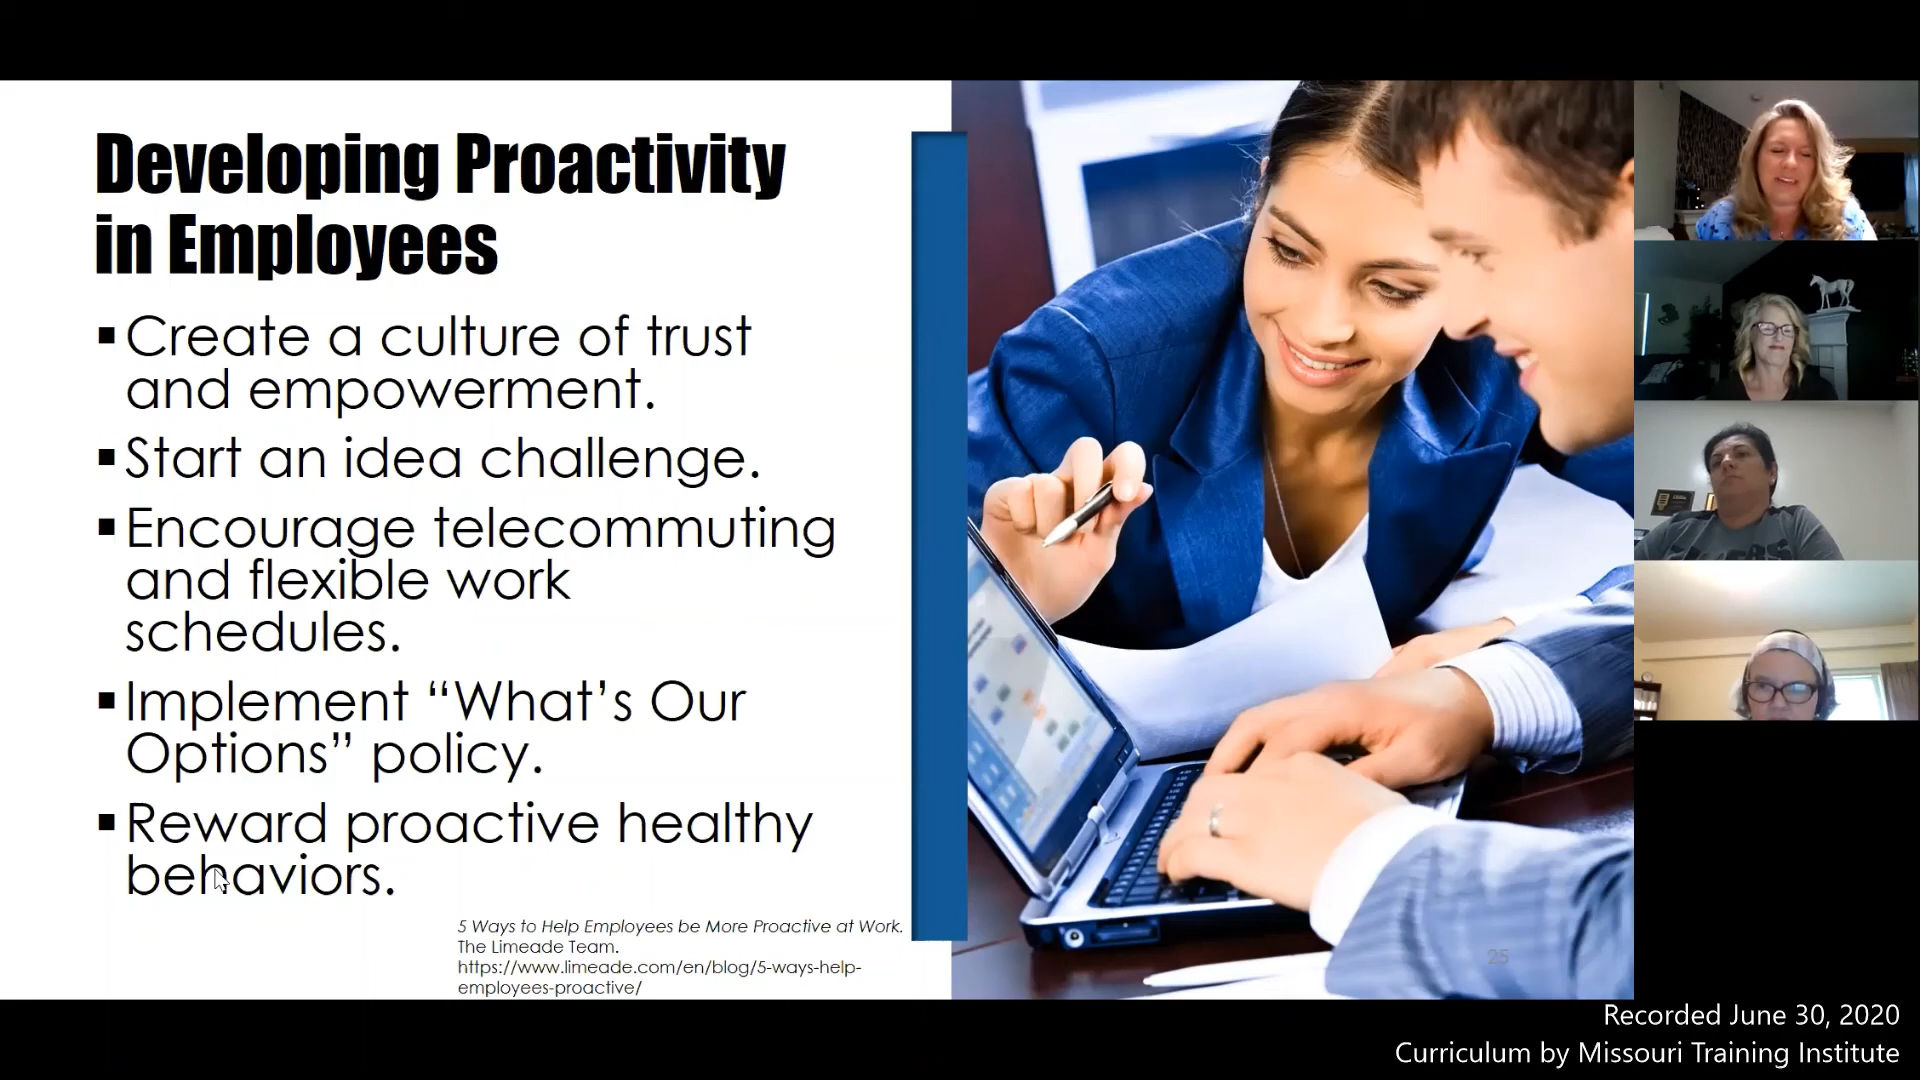 Developing Proactivity
in Employees
▪Create a culture of trust
and empowerment.
▪Start an idea challenge.
▪Encourage telecommuting
and flexible work
schedules.
▪Implement “What’s Our
Options” policy.
▪Reward proactive healthy
behaviors.
5 Ways to Help Employees be More Proactive at Work.
The Limeade Team.
https://www.limeade.com/en/blog/5-ways-help-
employees-proactive/
25
Recorded June 30, 2020
Curriculum by Missouri Training Institute